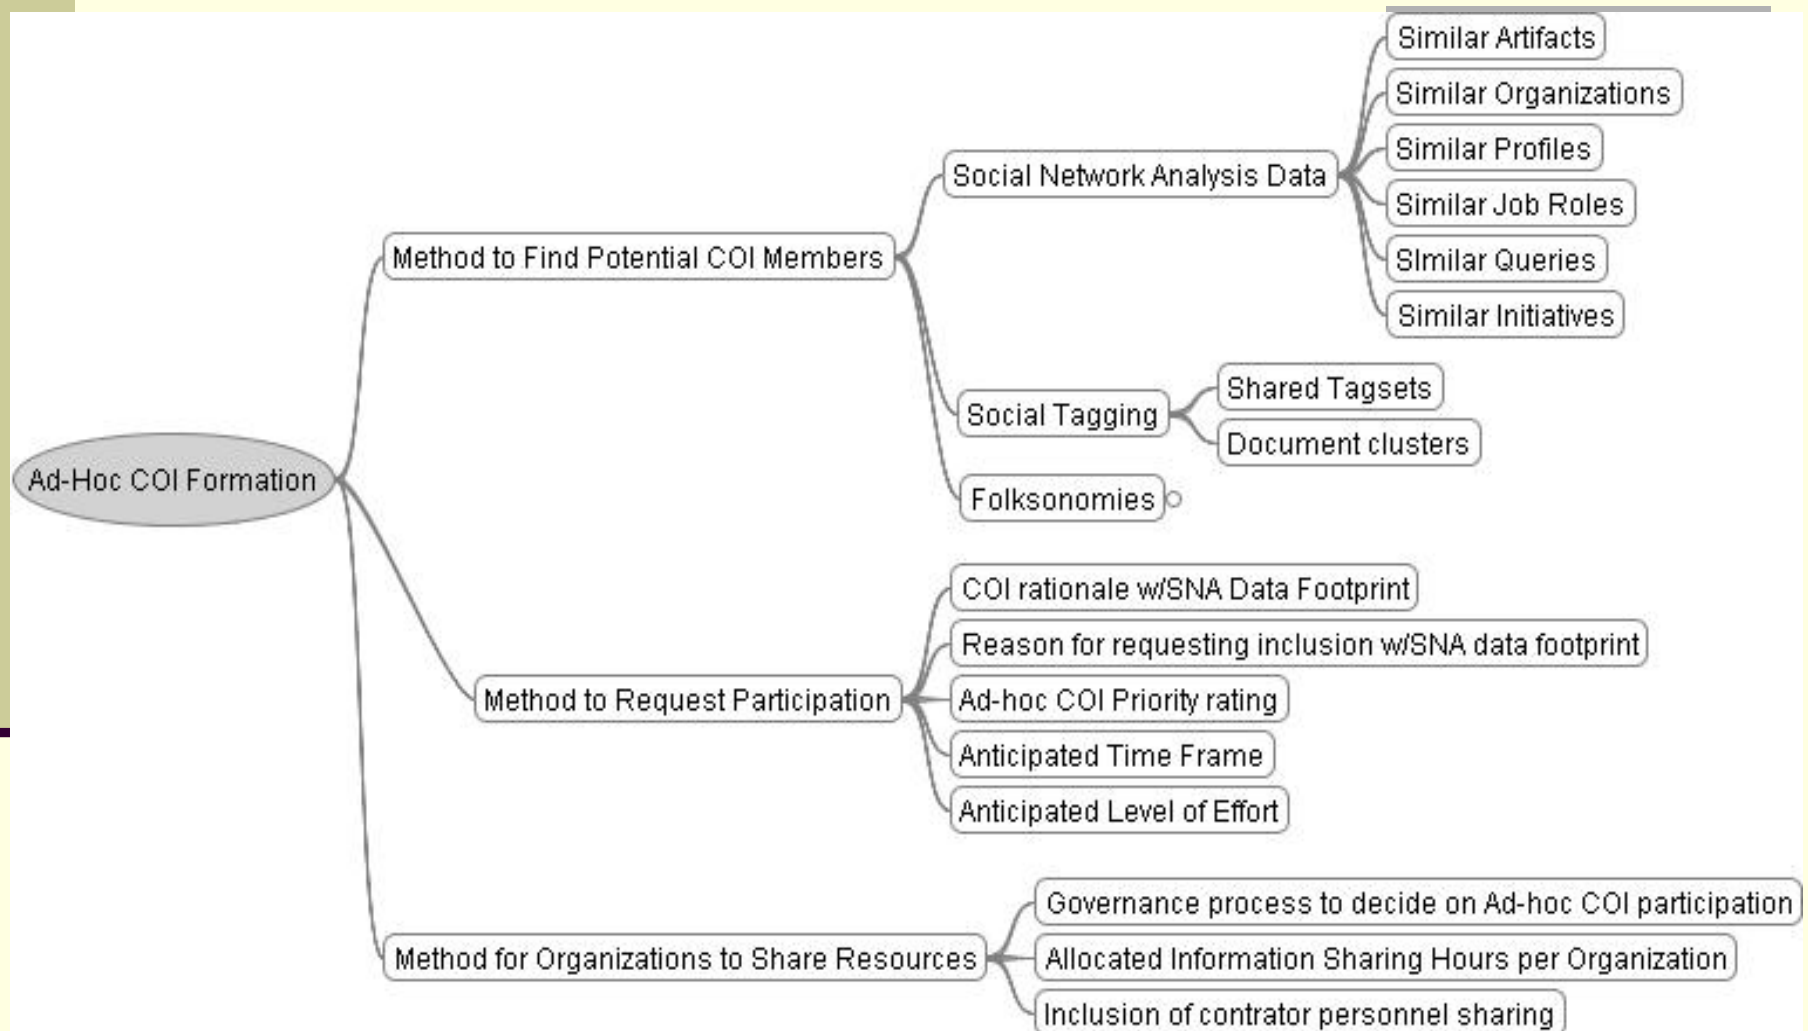 Ad-Hoc COI Formation
Method to Find Potential COI Members
Social Network Analysis Data
Similar Artifacts
Similar Organizations
Similar Profiles
Similar Job Roles
SImilar Queries
Similar Initiatives
Social Tagging
Shared Tagsets
Document clusters
Folksonomies
Method to Request Participation
COI rationale w/SNA Data Footprint
Reason for requesting inclusion w/SNA data footprint
Ad-hoc COI Priority rating
Anticipated Time Frame
Anticipated Level of Effort
Method for Organizations to Share Resources
Governance process to decide on Ad-hoc COI participation
Allocated Information Sharing Hours per Organization
Inclusion of contrator personnel sharing